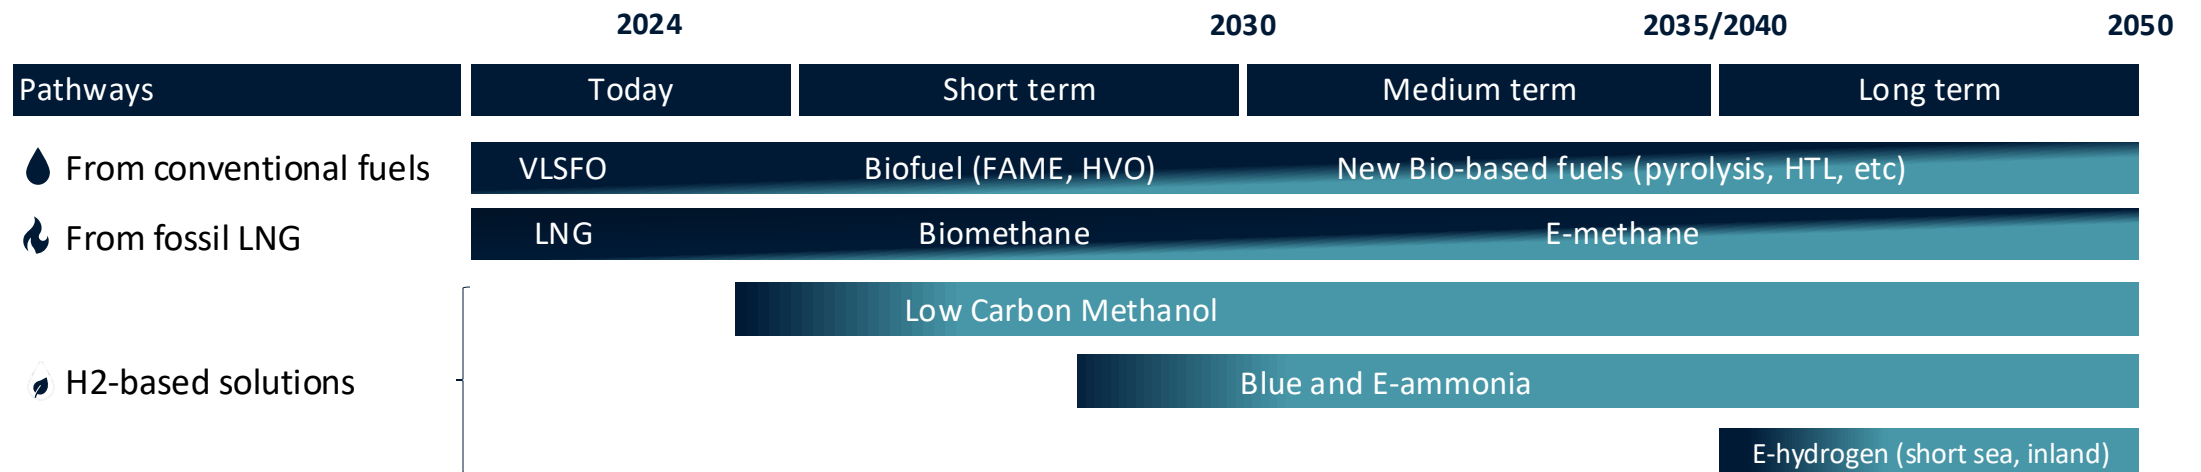 2024 2030 2035/2040 2050
Pathways Today Short term Medium term Long term
From conventional fuels VLSFO Biofuel (FAME, HVO) New Bio-based fuels (pyrolysis, HTL, etc)
From fossil LNG LNG Biomethane E-methane
Low Carbon Methanol
H2-based solutions Blue and E-ammonia
E-hydrogen (short sea, inland)